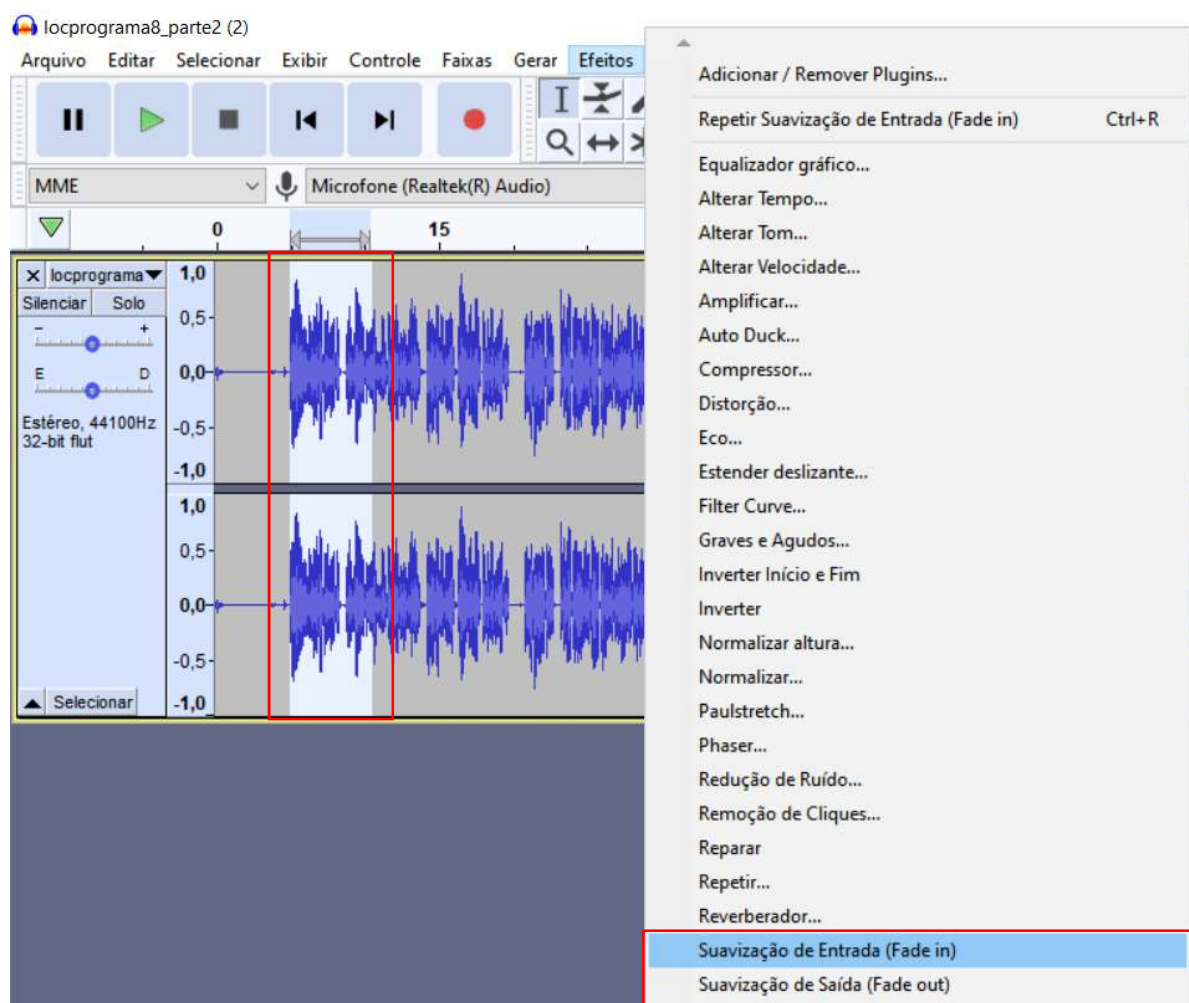 locprograma8_parte2 (2)
Arquivo Editar Selecionar Exibir Controle Faixas Gerar Efeitos
MME
Microfone (Realtek(R) Audio)
0 15
locprograma
Silenciar Solo
- +
E D
Estéreo, 44100Hz
32-bit flut
Selecionar
1,0
0,5-
0,0-
-0,5-
-1,0
1,0
0,5-
0,0-
-0,5-
-1,0
Adicionar / Remover Plugins...
Repetir Suavização de Entrada (Fade in) Ctrl+R
Equalizador gráfico...
Alterar Tempo...
Alterar Tom...
Alterar Velocidade...
Amplificar...
Auto Duck...
Compressor...
Distorção...
Eco...
Estender deslizante...
Filter Curve...
Graves e Agudos...
Inverter Início e Fim
Inverter
Normalizar altura...
Normalizar...
Paulstretch...
Phaser...
Redução de Ruído...
Remoção de Cliques...
Reparar
Repetir...
Reverberador...
Suavização de Entrada (Fade in)
Suavização de Saída (Fade out)